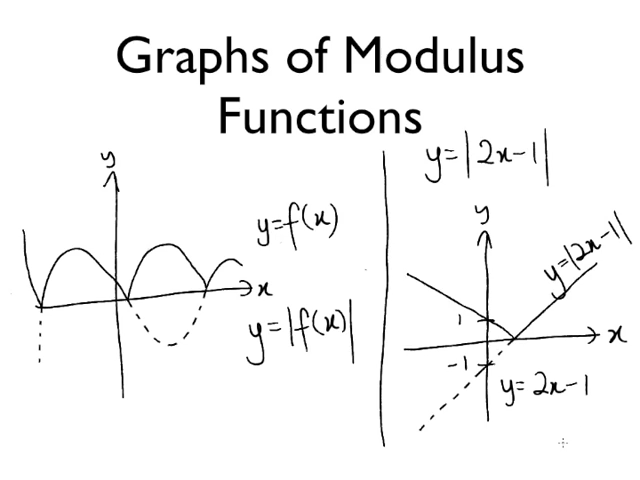 Graphs of Modulus
Functions
y
y=f(x)
x
y=|f(x)|
y=|2x-1|
y
y=|2x-1|
1
x
-1
y=2x-1